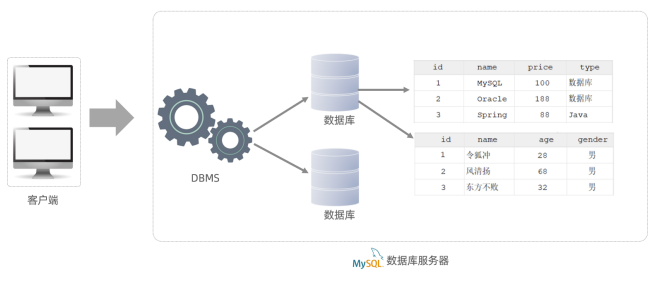 客户端
DBMS
数据库
数据库
id name price type
1 MySQL 100 数据库
2 Oracle 188 数据库
3 Spring 88 Java
id name age gender
1 令狐冲 28 男
2 风清扬 68 男
3 东方不败 32 男
MySQL 数据库服务器